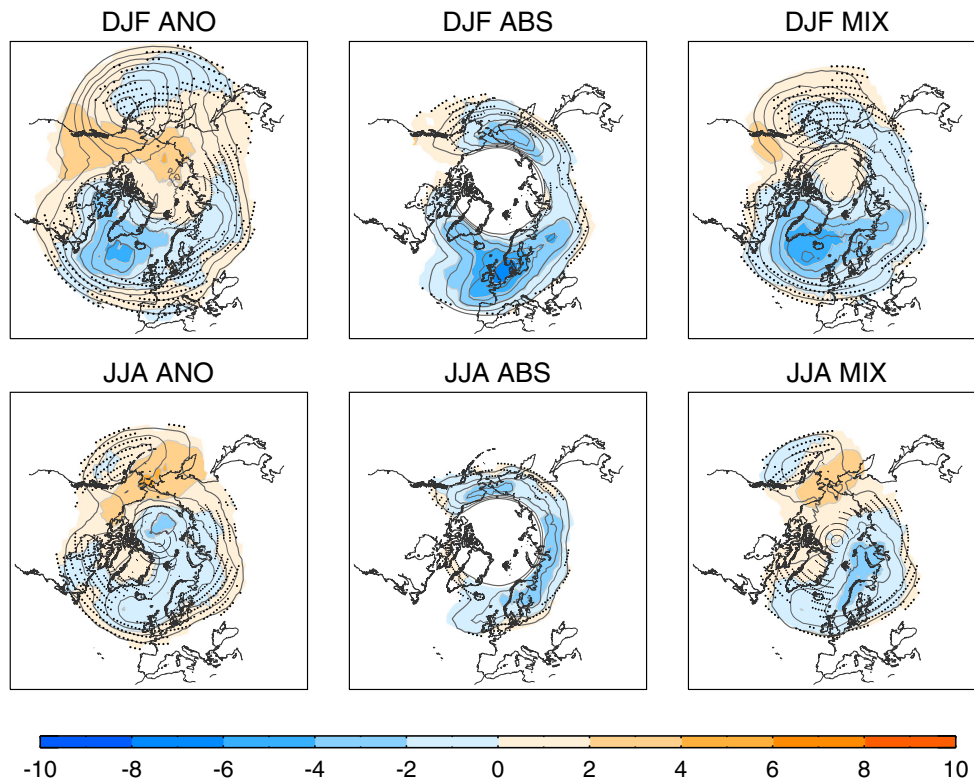 DJF ANO
DJF ABS
DJF MIX
JJA ANO
JJA ABS
JJA MIX
-10 -8 -6 -4 -2 0 2 4 6 8 10